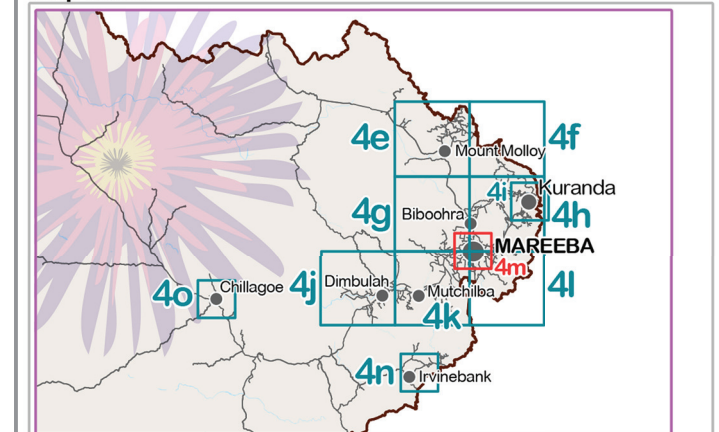 4e
4f
Mount Molloy
4i
Kuranda
4g
Biboohra
4h
MAREEBA
4m
4o
Chillagoe
4j
Dimbulah
Mutchilba
4l
4k
4n
Irvinebank